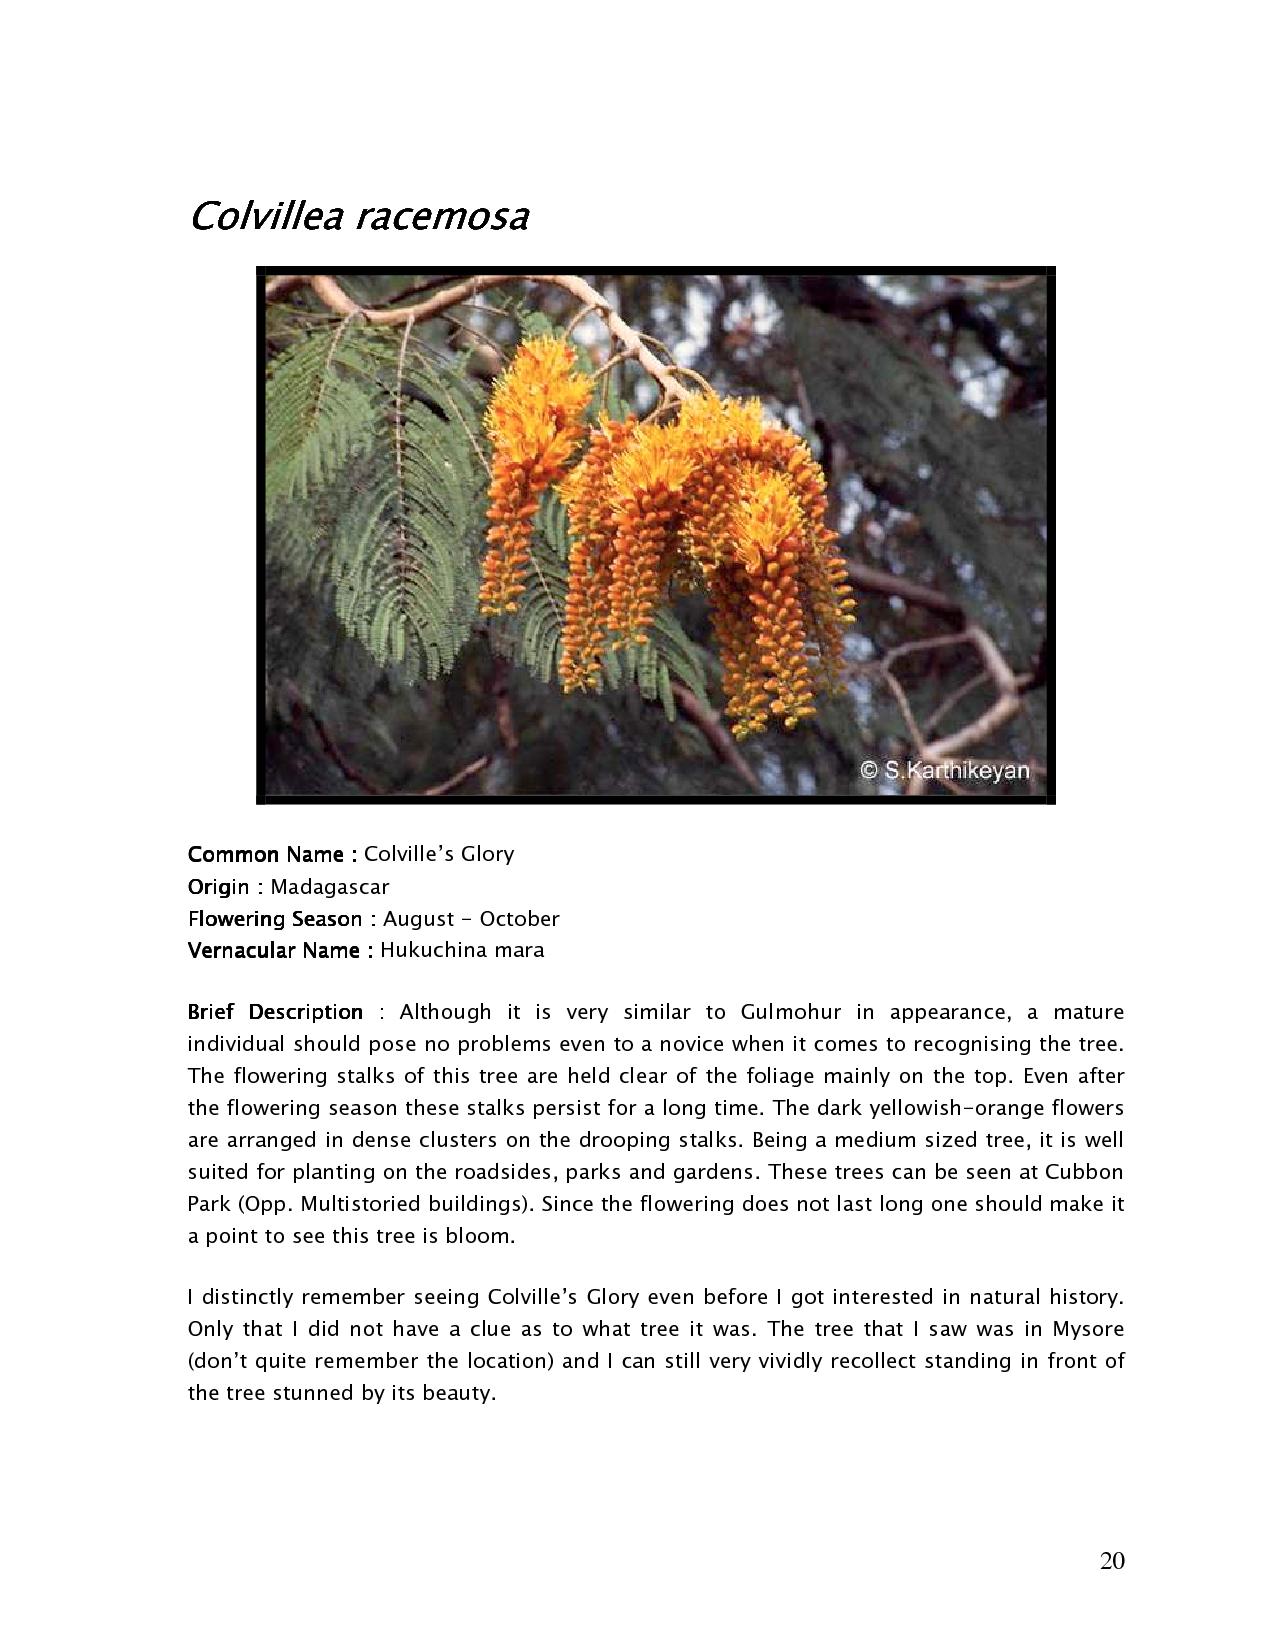 Colvillea racemosa
© S.Karthikeyan
Common Name : Colville’s Glory
Origin : Madagascar
Flowering Season : August - October
Vernacular Name : Hukuchina mara
Brief Description : Although it is very similar to Gulmohur in appearance, a mature
individual should pose no problems even to a novice when it comes to recognising the tree.
The flowering stalks of this tree are held clear of the foliage mainly on the top. Even after
the flowering season these stalks persist for a long time. The dark yellowish-orange flowers
are arranged in dense clusters on the drooping stalks. Being a medium sized tree, it is well
suited for planting on the roadsides, parks and gardens. These trees can be seen at Cubbon
Park (Opp. Multistoried buildings). Since the flowering does not last long one should make it
a point to see this tree is bloom.
I distinctly remember seeing Colville’s Glory even before I got interested in natural history.
Only that I did not have a clue as to what tree it was. The tree that I saw was in Mysore
(don’t quite remember the location) and I can still very vividly recollect standing in front of
the tree stunned by its beauty.
20